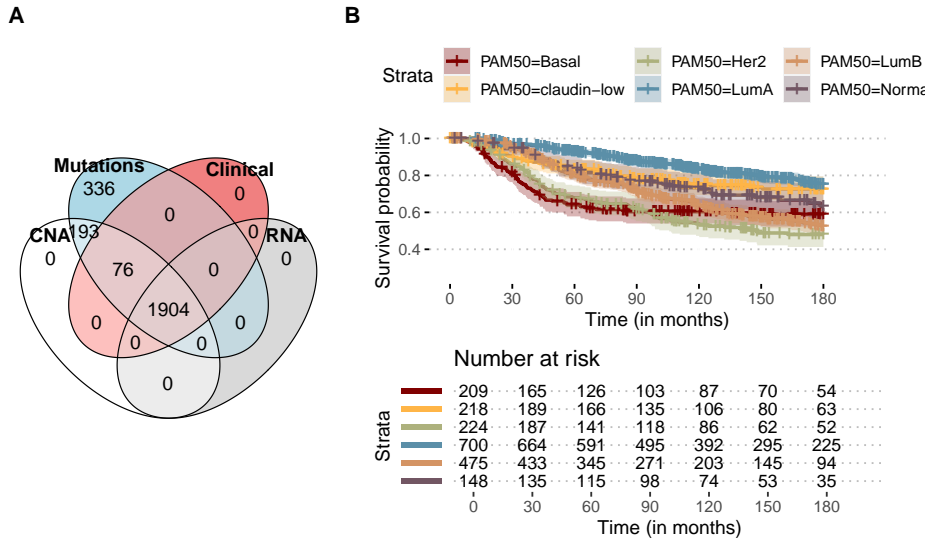 A
B
Strata
PAM50=Basal
PAM50=Her2
PAM50=LumB
PAM50=claudin−low
PAM50=LumA
PAM50=Norma
Mutations
Clinical
336
0
0
CNA
193
0
RNA
0
76
0
0
1904
0
0
0
0
0
Survival probability
1.0
0.8
0.6
0.4
0 30 60 90 120 150 180
Time (in months)
Number at risk
Strata
209 165 126 103 87 70 54
218 189 166 135 106 80 63
224 187 141 118 86 62 52
700 664 591 495 392 295 225
475 433 345 271 203 145 94
148 135 115 98 74 53 35
0 30 60 90 120 150 180
Time (in months)